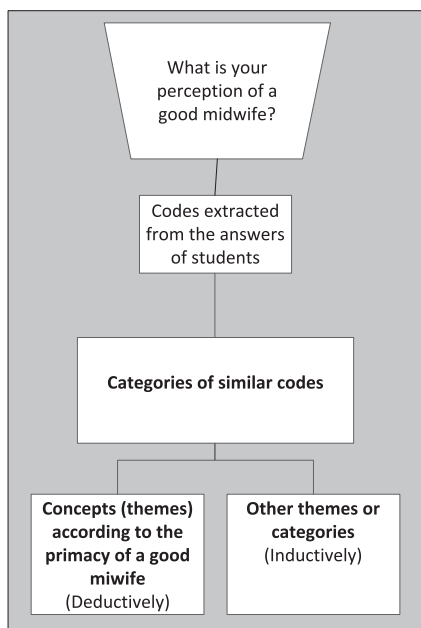 What is your
perception of a
good midwife?
Codes extracted
from the answers
of students
Categories of similar codes
Concepts (themes)
according to the
primacy of a good
miwife
(Deductively)
Other themes or
categories
(Inductively)